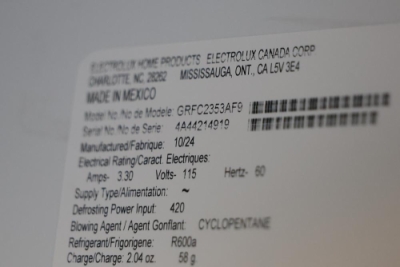 ELECTROLUX HOME PRODUCTS ELECTROLUX CANADA CORP
CHARLOTTE, NC, 28262 MISSISSAUGA, ONT., CA L5V 3E4
MADE IN MEXICO
Model No/No de Modele: GRFC2353AF9
Serial No/No de Serie: 4A44214919
Manufactured/Fabrique: 10/24
Electrical Rating/Caract. Electriques:
Amps- 3.30 Volts- 115 Hertz- 60
Supply Type/Alimentation: ~
Defrosting Power Input: 420
Blowing Agent / Agent Gonflant: CYCLOPENTANE
Refrigerant/Frigorigene: R600a
Charge/Charge: 2.04 oz. 58 g